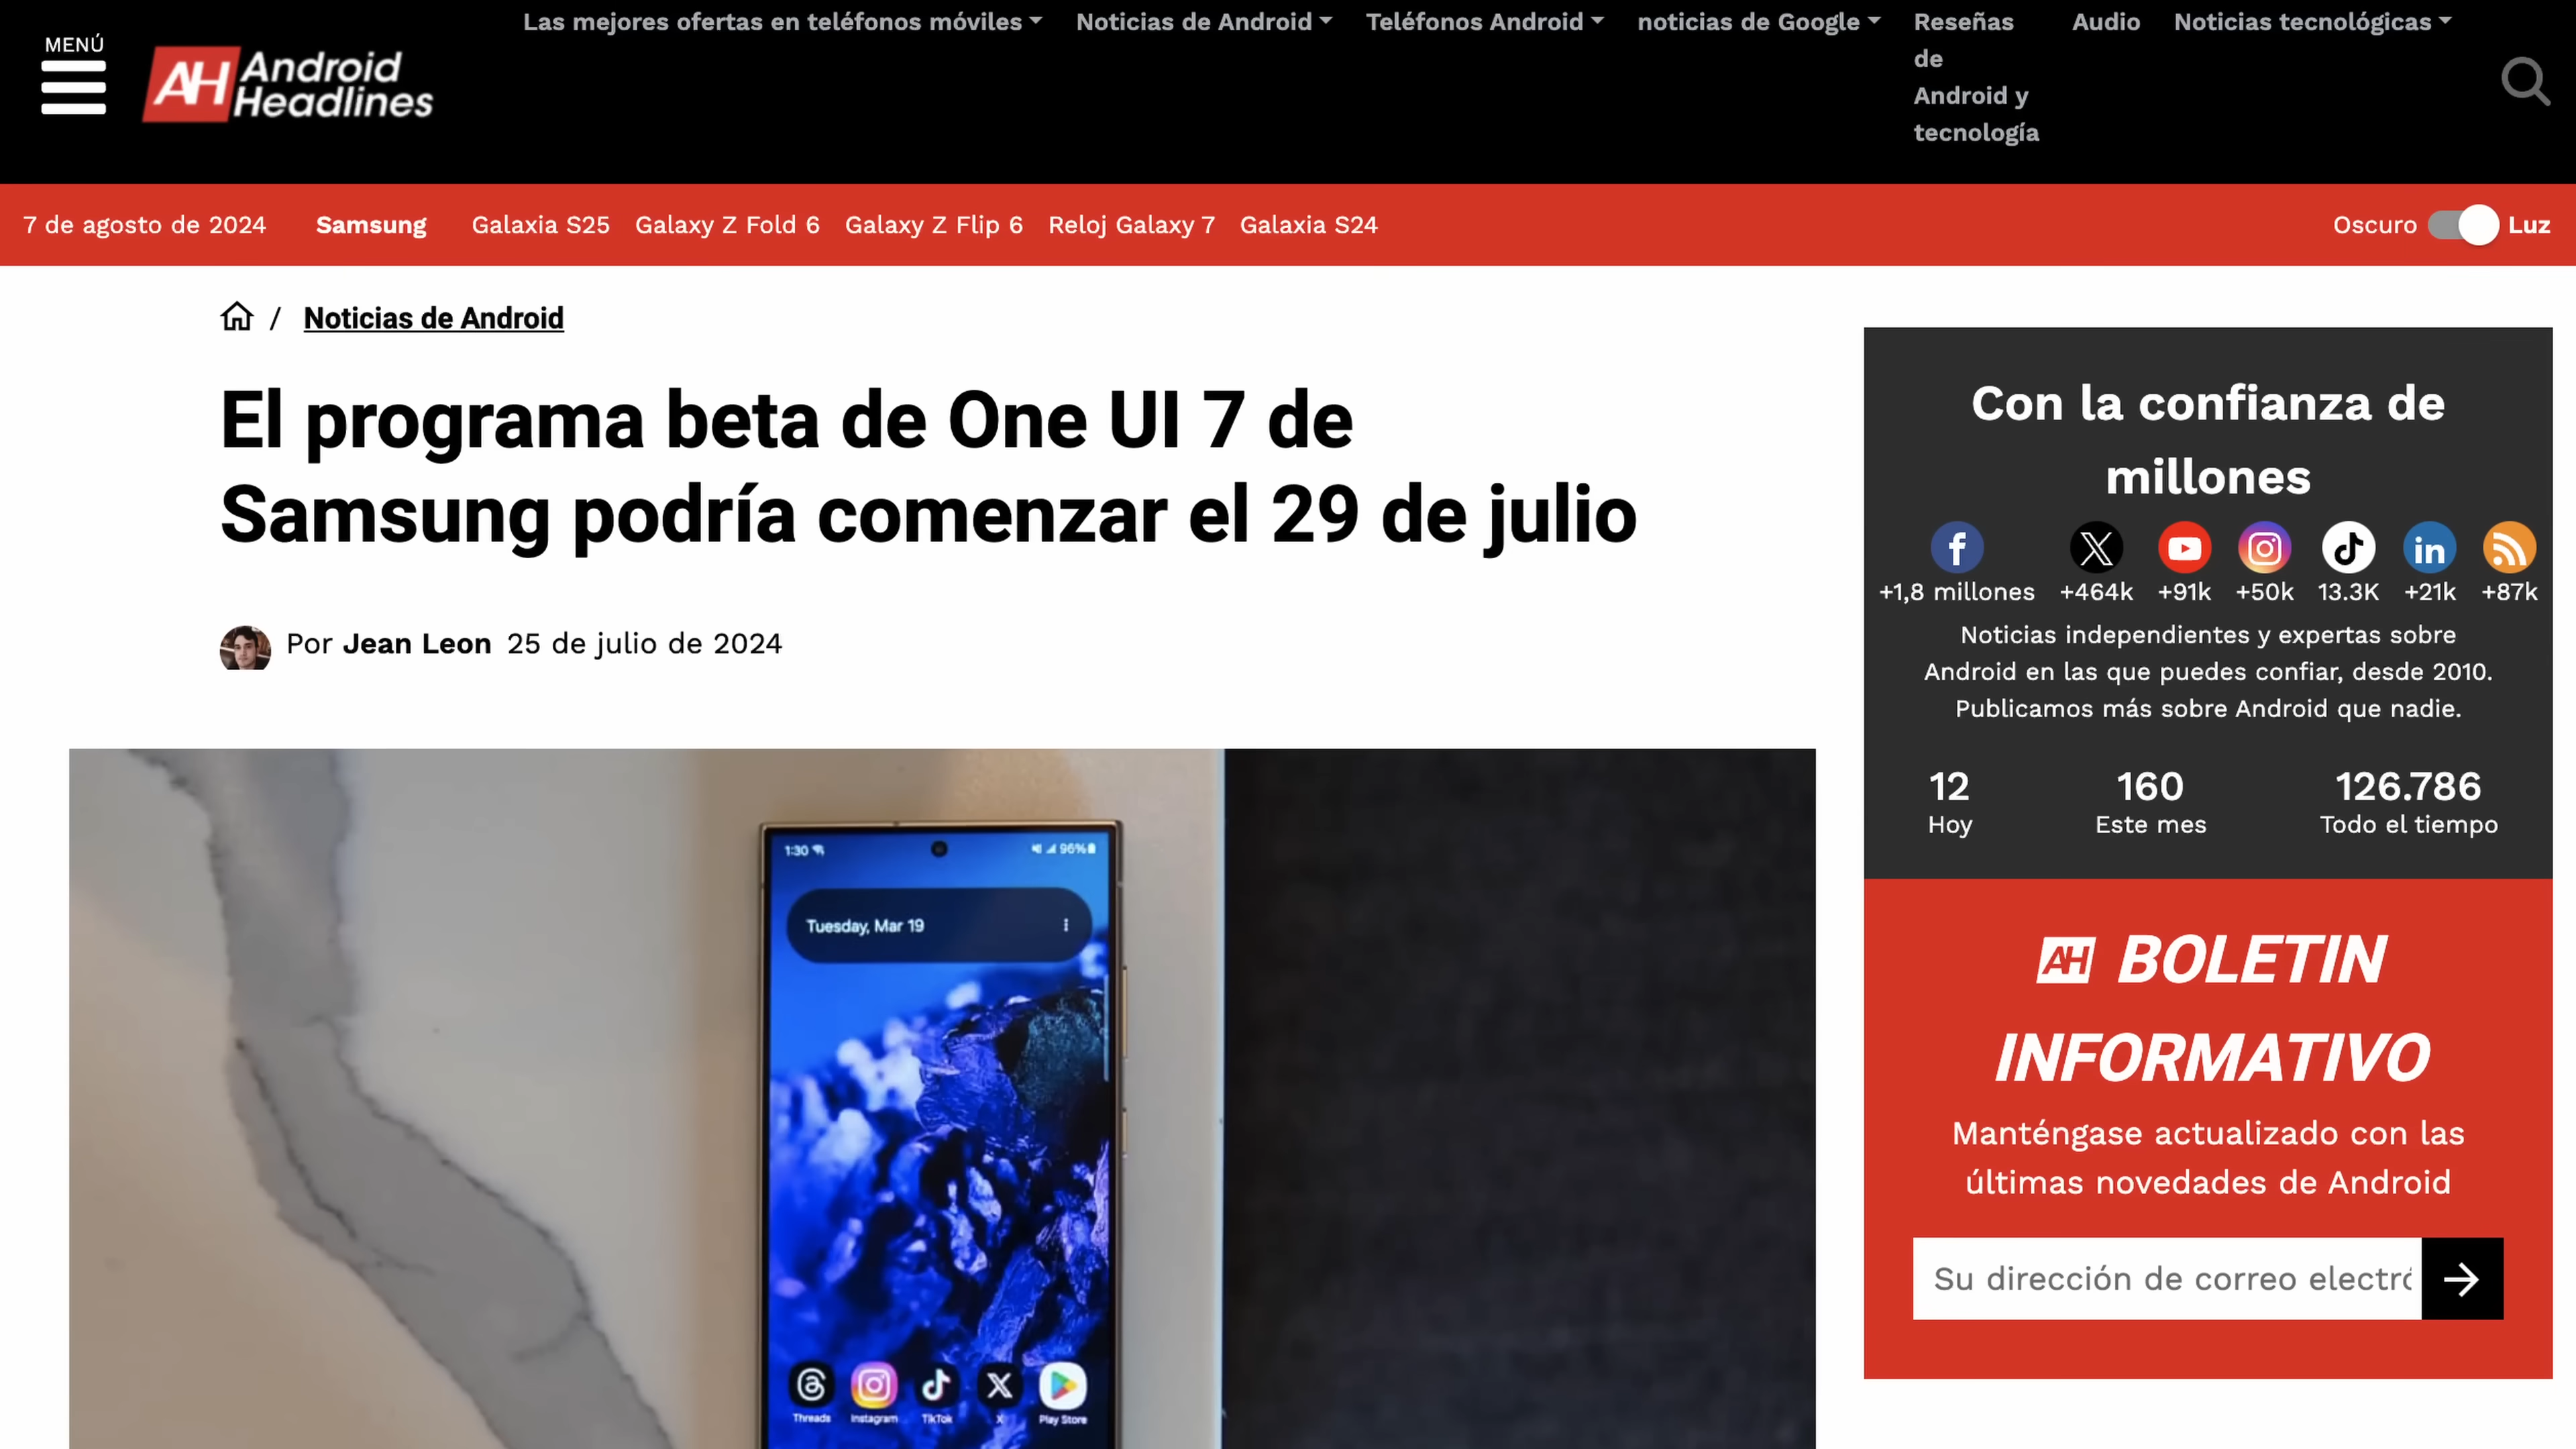 MENÚ
AH Android
Headlines
Las mejores ofertas en teléfonos móviles
Noticias de Android
Teléfonos Android
noticias de Google
Reseñas
de
Android y
tecnología
Audio
Noticias tecnológicas
7 de agosto de 2024
Samsung
Galaxia S25
Galaxy Z Fold 6
Galaxy Z Flip 6
Reloj Galaxy 7
Galaxia S24
Oscuro
Luz
/ Noticias de Android
El programa beta de One UI 7 de
Samsung podría comenzar el 29 de julio
Por Jean Leon 25 de julio de 2024
1:30
96%
Tuesday, Mar 19
Threads
Instagram
TikTok
X
Play Store
Con la confianza de
millones
+1,8 millones
+464k
+91k
+50k
13.3K
+21k
+87k
Noticias independientes y expertas sobre
Android en las que puedes confiar, desde 2010.
Publicamos más sobre Android que nadie.
12
Hoy
160
Este mes
126.786
Todo el tiempo
AH BOLETIN
INFORMATIVO
Manténgase actualizado con las
últimas novedades de Android
Su dirección de correo electró